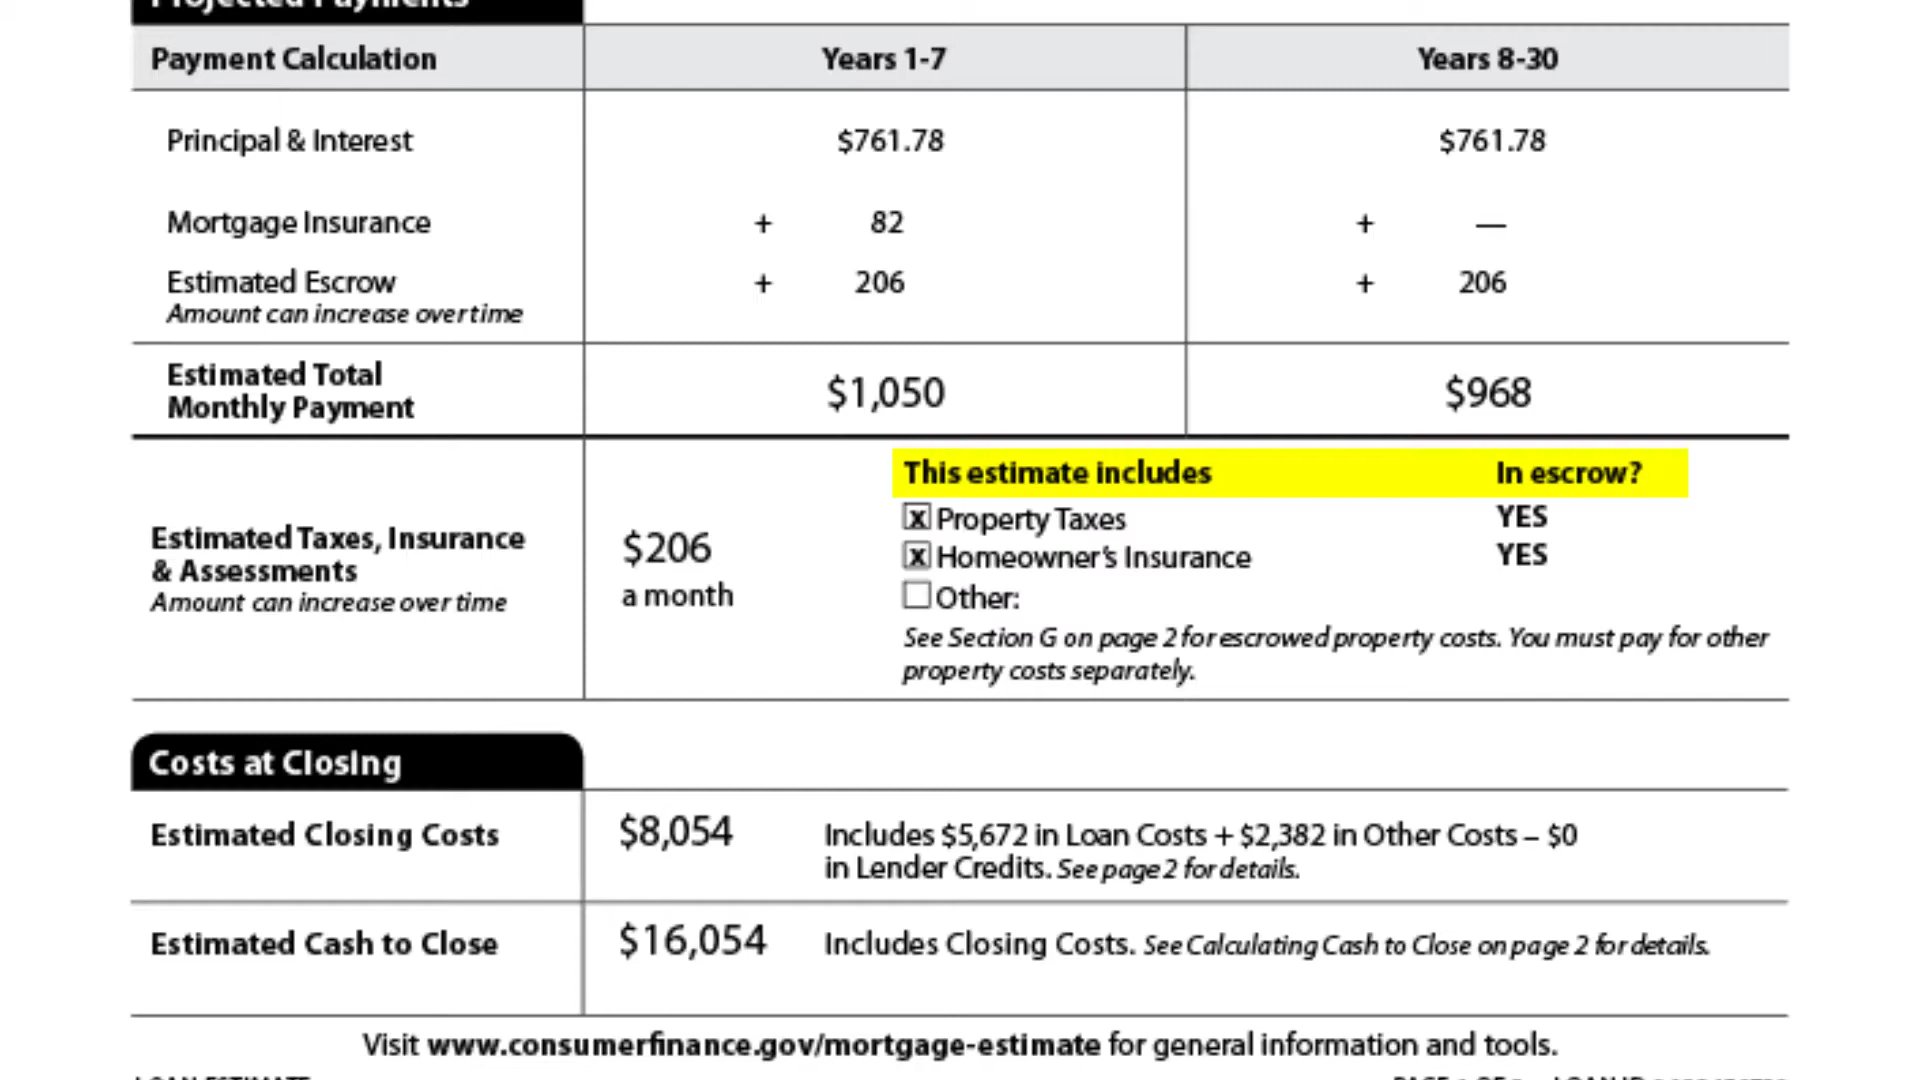 Projected Payments
Payment Calculation Years 1-7 Years 8-30
Principal & Interest $761.78 $761.78
Mortgage Insurance + 82 + —
Estimated Escrow + 206 + 206
Amount can increase over time
Estimated Total
Monthly Payment $1,050 $968
This estimate includes In escrow?
x Property Taxes YES
x Homeowner's Insurance YES
Other:
See Section G on page 2 for escrowed property costs. You must pay for other
property costs separately.
Estimated Taxes, Insurance
& Assessments
Amount can increase over time
$206
a month
Costs at Closing
Estimated Closing Costs $8,054 Includes $5,672 in Loan Costs + $2,382 in Other Costs – $0
in Lender Credits. See page 2 for details.
Estimated Cash to Close $16,054 Includes Closing Costs. See Calculating Cash to Close on page 2 for details.
Visit www.consumerfinance.gov/mortgage-estimate for general information and tools.
LOAN ESTIMATE